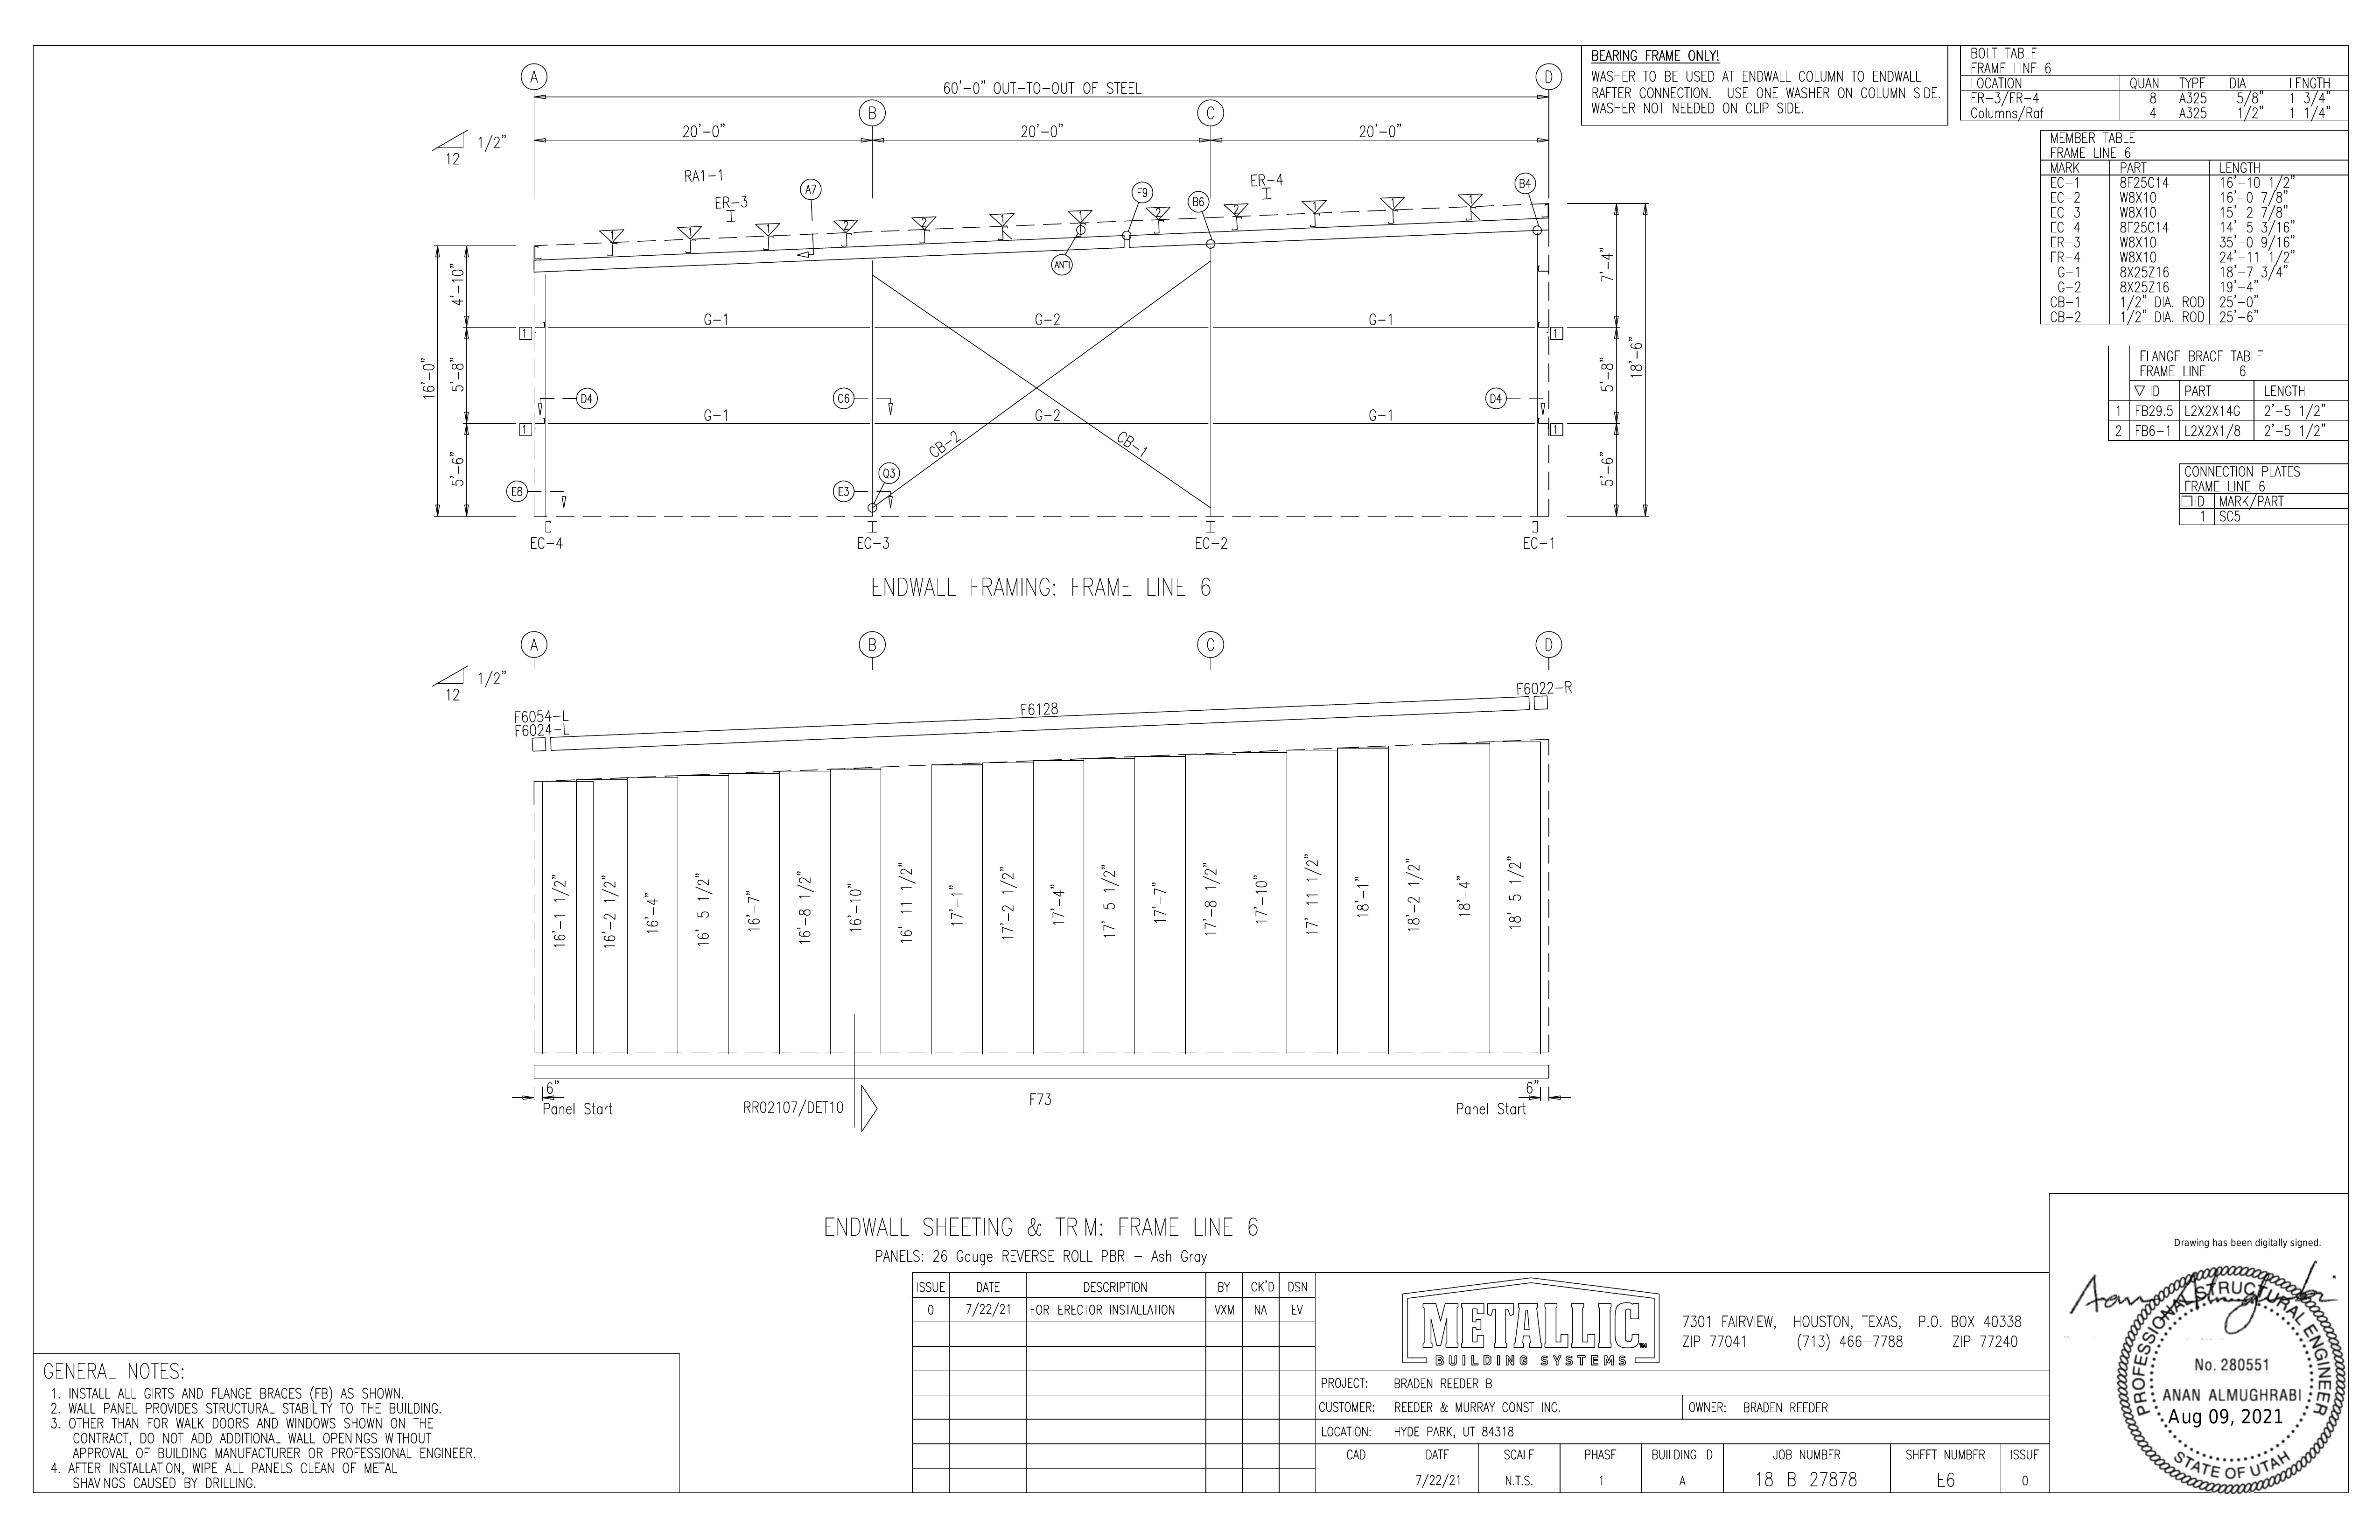 A
D
60'-0" OUT-TO-OUT OF STEEL
B
C
20'-0"
20'-0"
20'-0"
1/2"
12
RA1-1
ER-3
A7
F9
B6
ER-4
B4
1
1
1
2
2
1
1
2
2
1
1
1
ANTI
16'-0"
4'-10"
5'-8"
5'-6"
7'-4"
5'-8"
5'-6"
18'-6"
G-1
G-2
G-1
1
1
D4
C6
D4
G-1
G-2
G-1
1
1
CB-2
CB-1
Q3
E8
E3
EC-4
EC-3
EC-2
EC-1
ENDWALL FRAMING: FRAME LINE 6
BEARING FRAME ONLY!
WASHER TO BE USED AT ENDWALL COLUMN TO ENDWALL
RAFTER CONNECTION. USE ONE WASHER ON COLUMN SIDE.
WASHER NOT NEEDED ON CLIP SIDE.
BOLT TABLE
FRAME LINE 6
LOCATION QUAN TYPE DIA LENGTH
ER-3/ER-4 8 A325 5/8" 1 3/4"
Columns/Raf 4 A325 1/2" 1 1/4"
MEMBER TABLE
FRAME LINE 6
MARK PART LENGTH
EC-1 8F25C14 16'-10 1/2"
EC-2 W8X10 16'-0 7/8"
EC-3 W8X10 15'-2 7/8"
EC-4 8F25C14 14'-5 3/16"
ER-3 W8X10 35'-0 9/16"
ER-4 W8X10 24'-11 1/2"
G-1 8X25Z16 18'-7 3/4"
G-2 8X25Z16 19'-4"
CB-1 1/2" DIA. ROD 25'-0"
CB-2 1/2" DIA. ROD 25'-6"
FLANGE BRACE TABLE
FRAME LINE 6
▽ ID PART LENGTH
1 FB29.5 L2X2X14G 2'-5 1/2"
2 FB6-1 L2X2X1/8 2'-5 1/2"
CONNECTION PLATES
FRAME LINE 6
□ ID MARK/PART
1 SC5
A
B
C
D
1/2"
12
F6054-L
F6024-L
F6128
F6022-R
16'-1 1/2"
16'-2 1/2"
16'-4"
16'-5 1/2"
16'-7"
16'-8 1/2"
16'-10"
16'-11 1/2"
17'-1"
17'-2 1/2"
17'-4"
17'-5 1/2"
17'-7"
17'-8 1/2"
17'-10"
17'-11 1/2"
18'-1"
18'-2 1/2"
18'-4"
18'-5 1/2"
6"
Panel Start
RR02107/DET10
F73
6"
Panel Start
ENDWALL SHEETING & TRIM: FRAME LINE 6
PANELS: 26 Gauge REVERSE ROLL PBR - Ash Gray
GENERAL NOTES:
1. INSTALL ALL GIRTS AND FLANGE BRACES (FB) AS SHOWN.
2. WALL PANEL PROVIDES STRUCTURAL STABILITY TO THE BUILDING.
3. OTHER THAN FOR WALK DOORS AND WINDOWS SHOWN ON THE
CONTRACT, DO NOT ADD ADDITIONAL WALL OPENINGS WITHOUT
APPROVAL OF BUILDING MANUFACTURER OR PROFESSIONAL ENGINEER.
4. AFTER INSTALLATION, WIPE ALL PANELS CLEAN OF METAL
SHAVINGS CAUSED BY DRILLING.
ISSUE DATE DESCRIPTION BY CK'D DSN
0 7/22/21 FOR ERECTOR INSTALLATION VXM NA EV
METALLIC TM
BUILDING SYSTEMS
7301 FAIRVIEW, HOUSTON, TEXAS, P.O. BOX 40338
ZIP 77041 (713) 466-7788 ZIP 77240
PROJECT: BRADEN REEDER B
CUSTOMER: REEDER & MURRAY CONST INC. OWNER: BRADEN REEDER
LOCATION: HYDE PARK, UT 84318
CAD DATE SCALE PHASE BUILDING ID JOB NUMBER SHEET NUMBER ISSUE
7/22/21 N.T.S. 1 A 18-B-27878 E6 0
Drawing has been digitally signed.
PROFESSIONAL STRUCTURAL ENGINEER
No. 280551
ANAN ALMUGHRABI
Aug 09, 2021
STATE OF UTAH